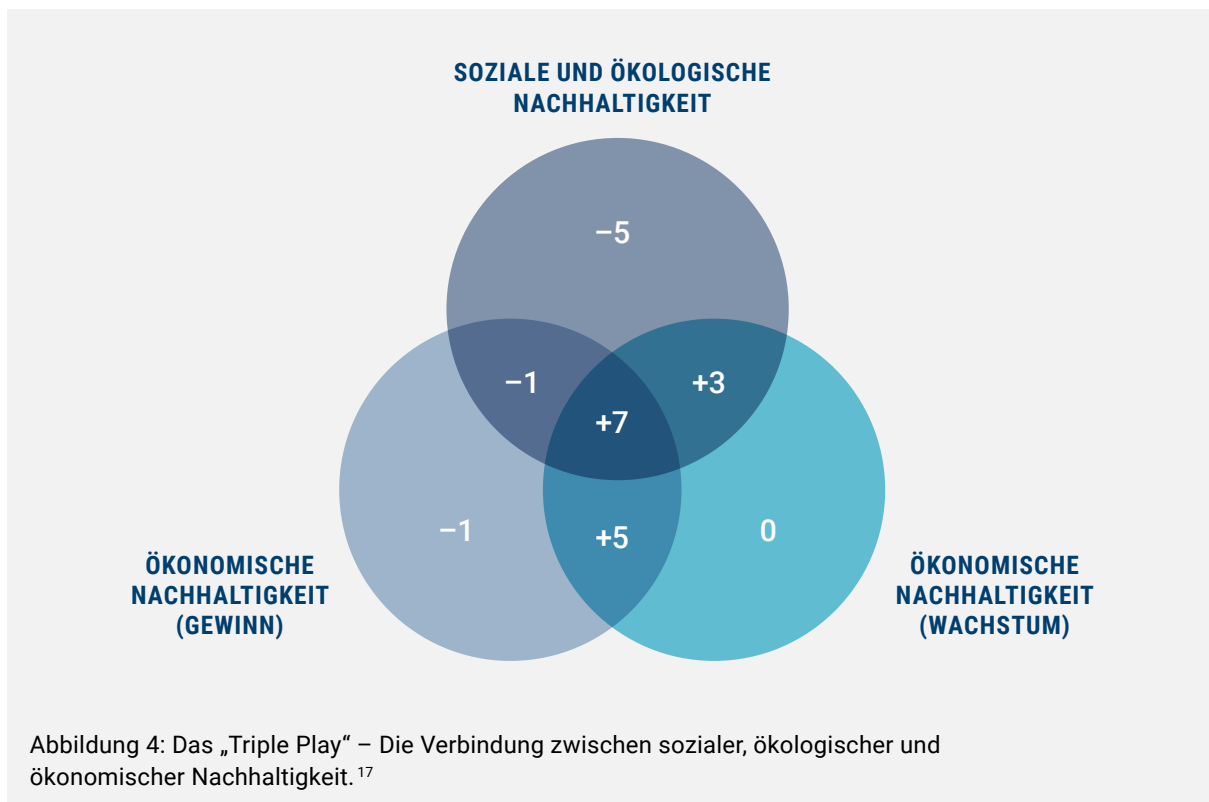 SOZIALE UND ÖKOLOGISCHE
NACHHALTIGKEIT
–5
–1
+3
+7
–1
+5
0
ÖKONOMISCHE
NACHHALTIGKEIT
(GEWINN)
ÖKONOMISCHE
NACHHALTIGKEIT
(WACHSTUM)
Abbildung 4: Das „Triple Play“ – Die Verbindung zwischen sozialer, ökologischer und
ökonomischer Nachhaltigkeit.¹⁷